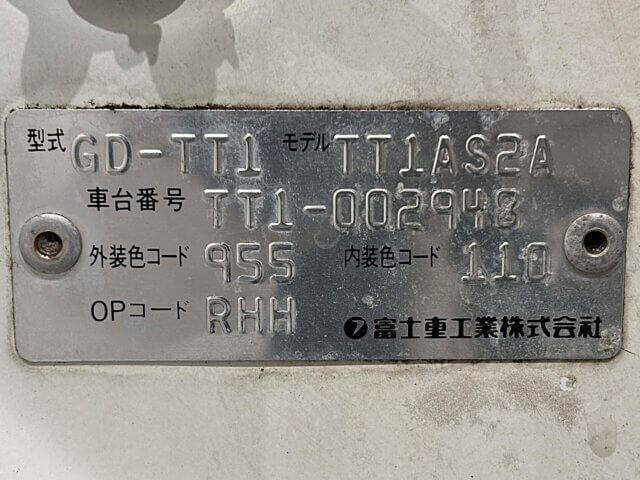 型式 GD-TT1 モデル TT1AS2A
車台番号 TT1-002948
外装色コード 955 内装色コード 110
OPコード RHH フ富士重工業株式会社